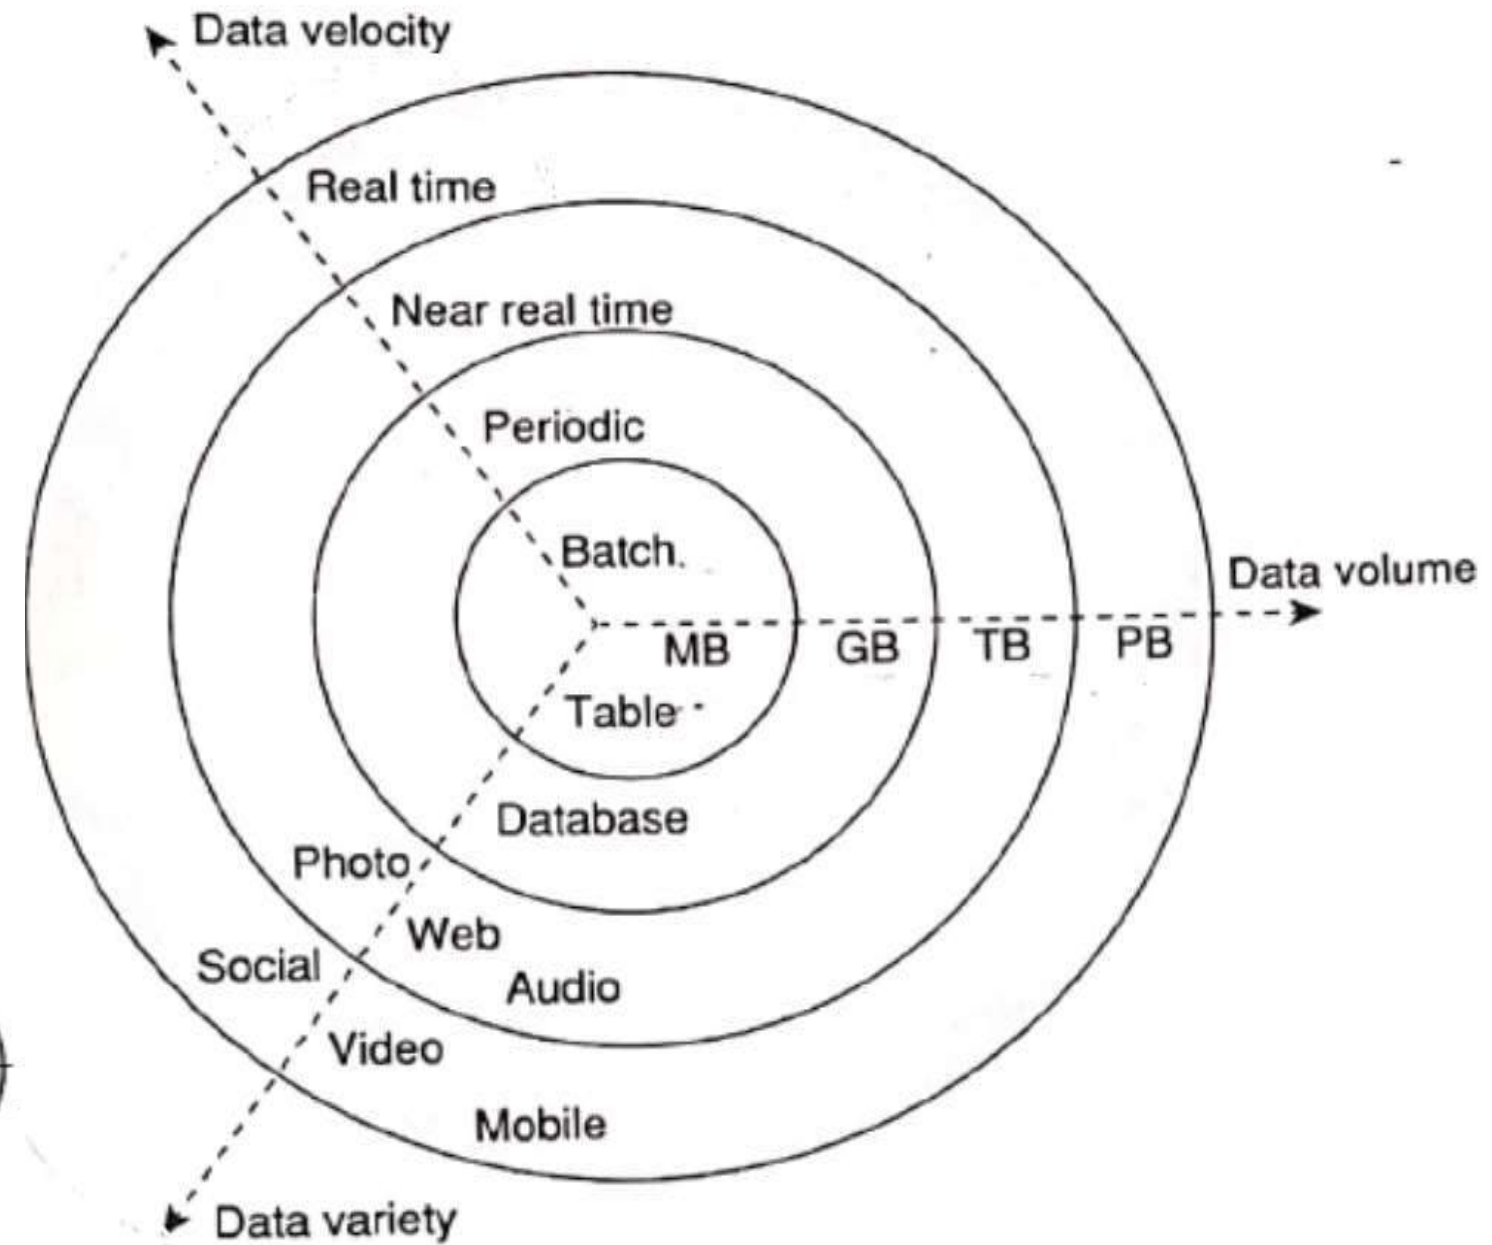 Data velocity
Real time
Near real time
Periodic
Batch
Data volume
MB GB TB PB
Table
Database
Photo
Web
Social
Audio
Video
Mobile
Data variety